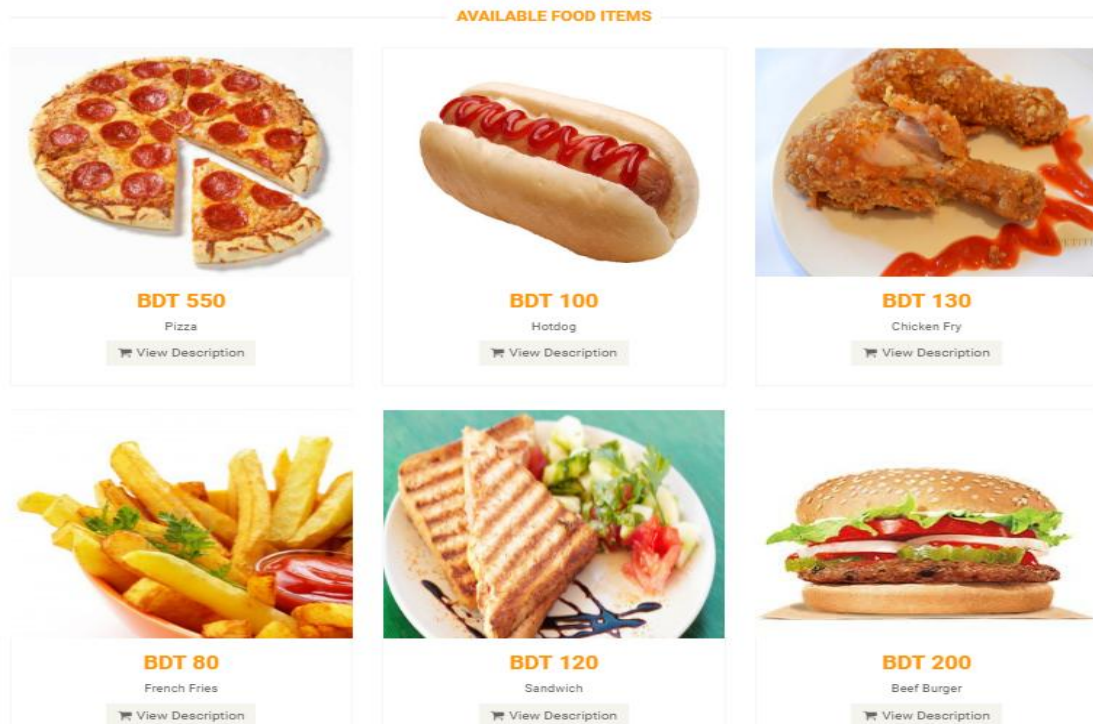 AVAILABLE FOOD ITEMS
BDT 550
Pizza
View Description
BDT 100
Hotdog
View Description
BDT 130
Chicken Fry
View Description
BDT 80
French Fries
View Description
BDT 120
Sandwich
View Description
BDT 200
Beef Burger
View Description